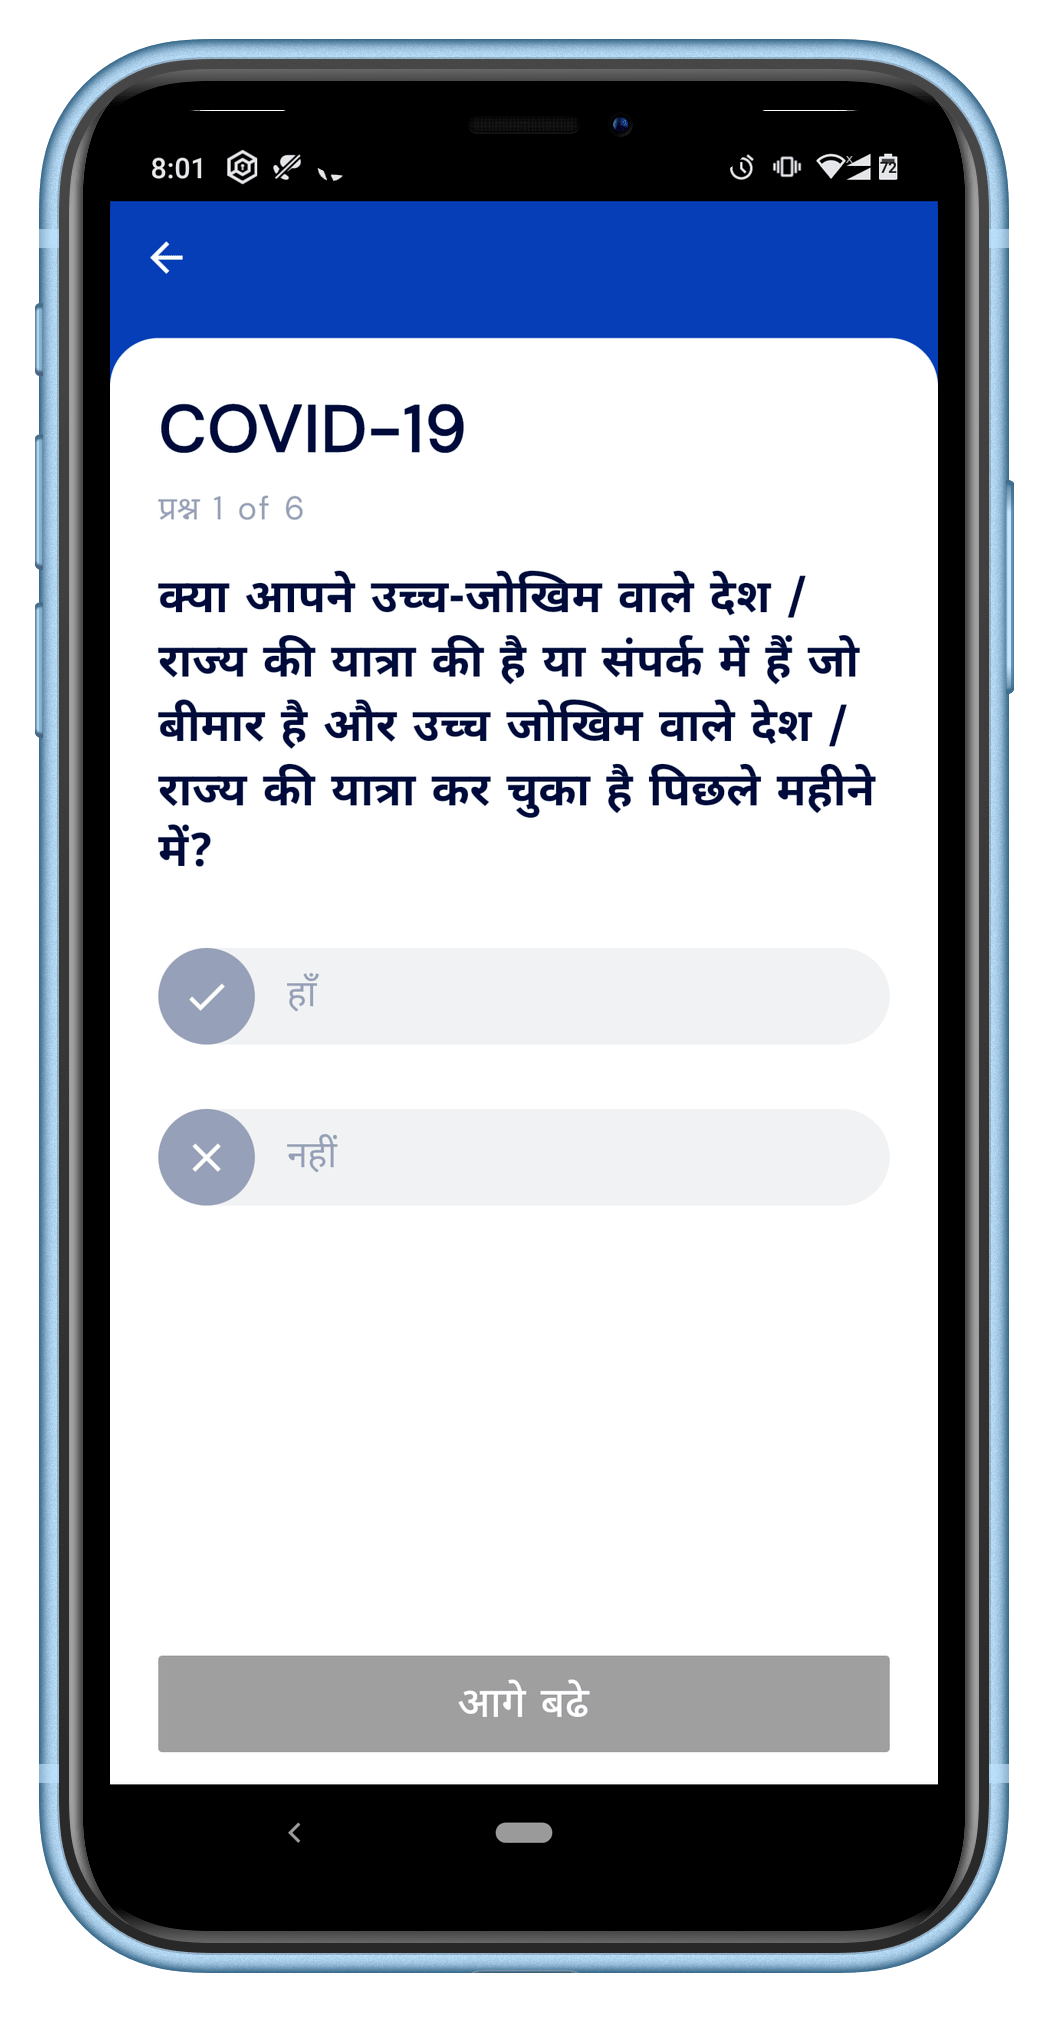 8:01
72
COVID-19
प्रश्न 1 of 6
क्या आपने उच्च-जोखिम वाले देश /
राज्य की यात्रा की है या संपर्क में हैं जो
बीमार है और उच्च जोखिम वाले देश /
राज्य की यात्रा कर चुका है पिछले महीने
में?
हाँ
नहीं
आगे बढे